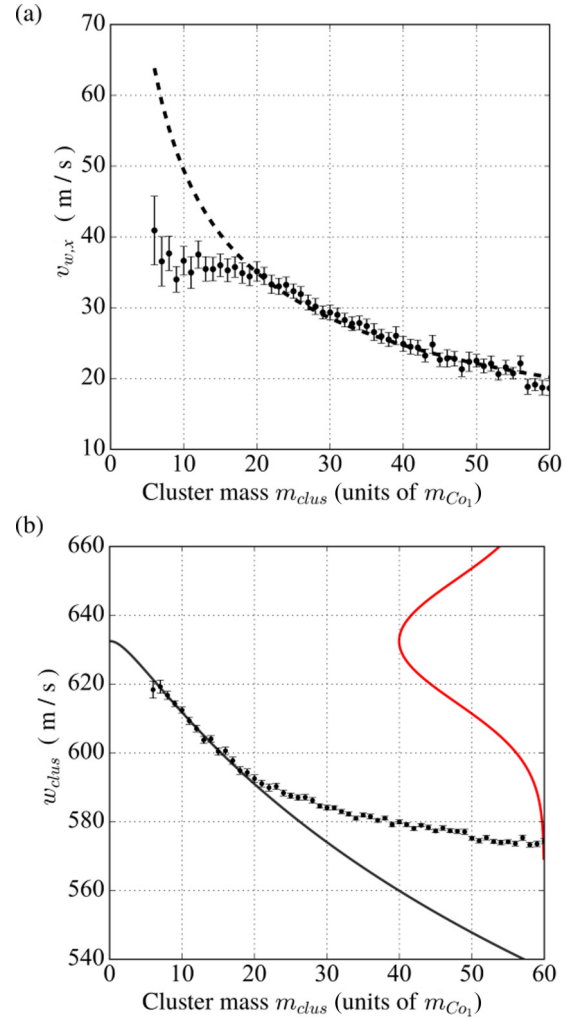 (a)
70
60
50
40
30
20
10
v_{w,x} ( m / s )
0 10 20 30 40 50 60
Cluster mass m_{clus} (units of m_{Co_1})
(b)
660
640
620
600
580
560
540
w_{clus} ( m / s )
0 10 20 30 40 50 60
Cluster mass m_{clus} (units of m_{Co_1})